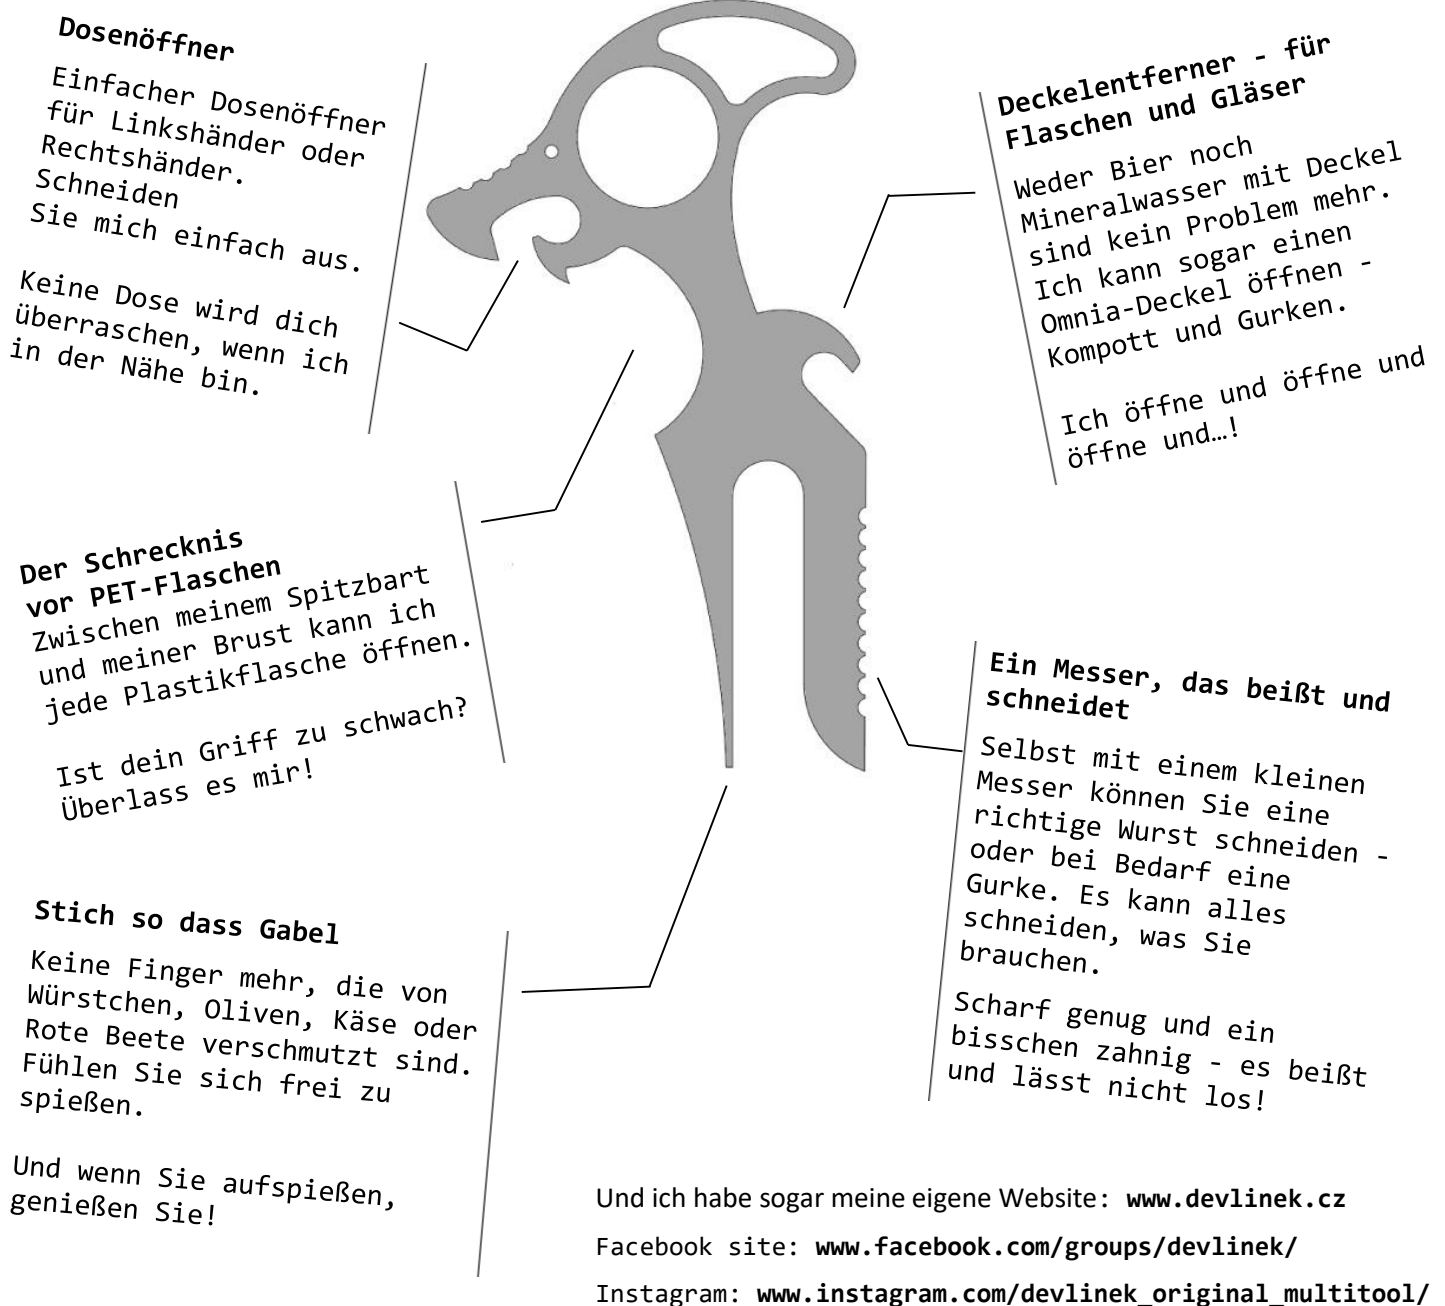 Dosenöffner
Einfacher Dosenöffner
für Linkshänder oder
Rechtshänder.
Schneiden
Sie mich einfach aus.
Keine Dose wird dich
überraschen, wenn ich
in der Nähe bin.
Deckelentferner - für
Flaschen und Gläser
Weder Bier noch
Mineralwasser mit Deckel
sind kein Problem mehr.
Ich kann sogar einen
Omnia-Deckel öffnen -
Kompott und Gurken.
Ich öffne und öffne und
öffne und…!
Der Schrecknis
vor PET-Flaschen
Zwischen meinem Spitzbart
und meiner Brust kann ich
jede Plastikflasche öffnen.
Ist dein Griff zu schwach?
Überlass es mir!
Ein Messer, das beißt und
schneidet
Selbst mit einem kleinen
Messer können Sie eine
richtige Wurst schneiden -
oder bei Bedarf eine
Gurke. Es kann alles
schneiden, was Sie
brauchen.
Scharf genug und ein
bisschen zahnig - es beißt
und lässt nicht los!
Stich so dass Gabel
Keine Finger mehr, die von
Würstchen, Oliven, Käse oder
Rote Beete verschmutzt sind.
Fühlen Sie sich frei zu
spießen.
Und wenn Sie aufspießen,
genießen Sie!
Und ich habe sogar meine eigene Website: www.devlinek.cz
Facebook site: www.facebook.com/groups/devlinek/
Instagram: www.instagram.com/devlinek_original_multitool/